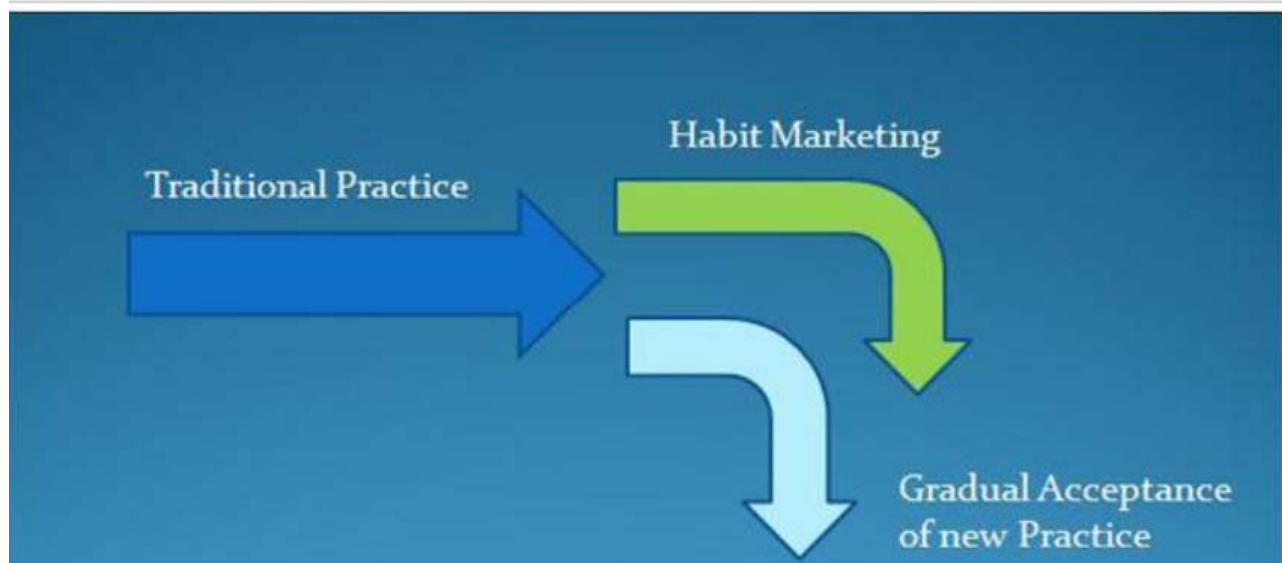 Habit Marketing
Traditional Practice
Gradual Acceptance
of new Practice